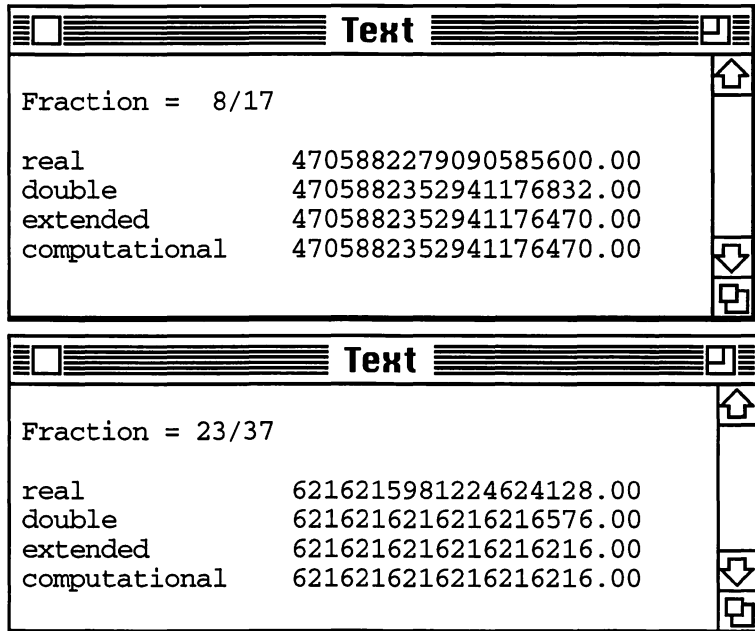 Text
Fraction =  8/17
real 4705882279090585600.00
double 4705882352941176832.00
extended 4705882352941176470.00
computational 4705882352941176470.00
Text
Fraction = 23/37
real 6216215981224624128.00
double 6216216216216216576.00
extended 6216216216216216216.00
computational 6216216216216216216.00